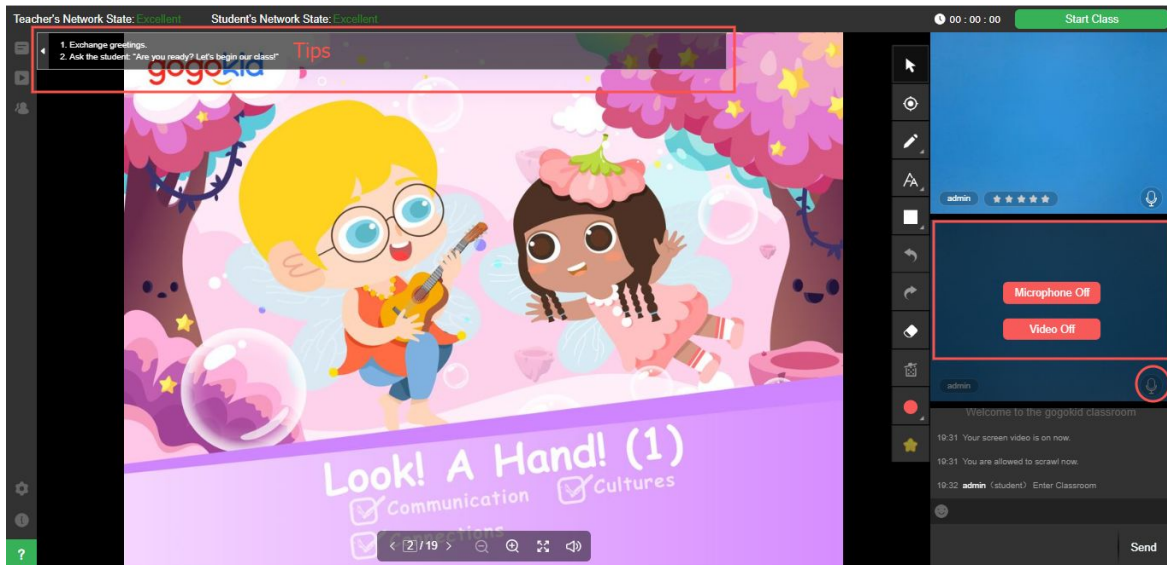 Teacher's Network State: Excellent
Student's Network State: Excellent
00 : 00 : 00
Start Class
1. Exchange greetings.
2. Ask the student: "Are you ready? Let's begin our class!"
Tips
gogokid
admin
Microphone Off
Video Off
admin
Welcome to the gogokid classroom
19:31 Your screen video is on now.
19:31 You are allowed to scrawl now.
19:32 admin (student) Enter Classroom
Look! A Hand! (1)
Communication
Cultures
Connections
2 / 19
?
Send